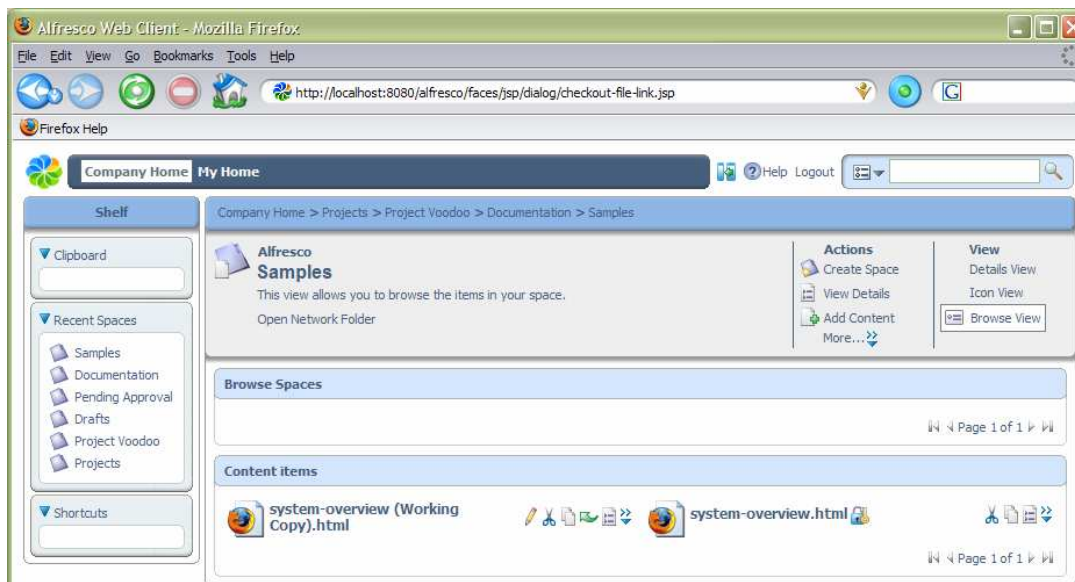 Alfresco Web Client - Mozilla Firefox
File Edit View Go Bookmarks Tools Help
http://localhost:8080/alfresco/faces/jsp/dialog/checkout-file-link.jsp
G
Firefox Help
Company Home My Home
Help Logout
Shelf
Company Home > Projects > Project Voodoo > Documentation > Samples
Clipboard
Recent Spaces
Samples
Documentation
Pending Approval
Drafts
Project Voodoo
Projects
Shortcuts
Alfresco
Samples
This view allows you to browse the items in your space.
Open Network Folder
Actions
Create Space
View Details
Add Content
More...
View
Details View
Icon View
Browse View
Browse Spaces
Page 1 of 1
Content items
system-overview (Working
Copy).html
system-overview.html
Page 1 of 1